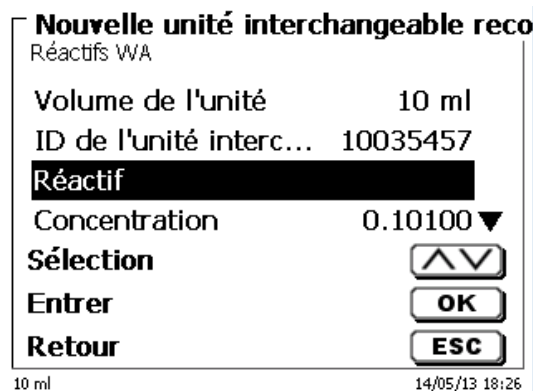 Nouvelle unité interchangeable reco
Réactifs WA
Volume de l'unité 10 ml
ID de l'unité interc... 10035457
Réactif
Concentration 0.10100
Sélection
Entrer OK
Retour ESC
10 ml 14/05/13 18:26